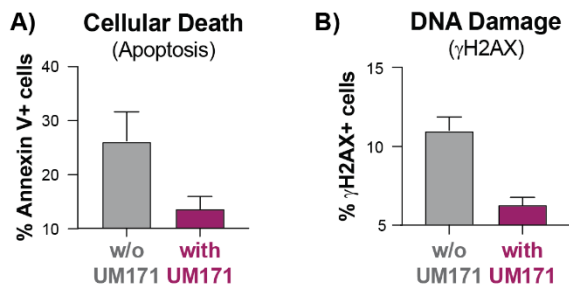 A) Cellular Death
(Apoptosis)
% Annexin V+ cells
40
30
20
10
w/o
UM171
with
UM171
B) DNA Damage
(γH2AX)
% γH2AX+ cells
15
10
5
w/o
UM171
with
UM171